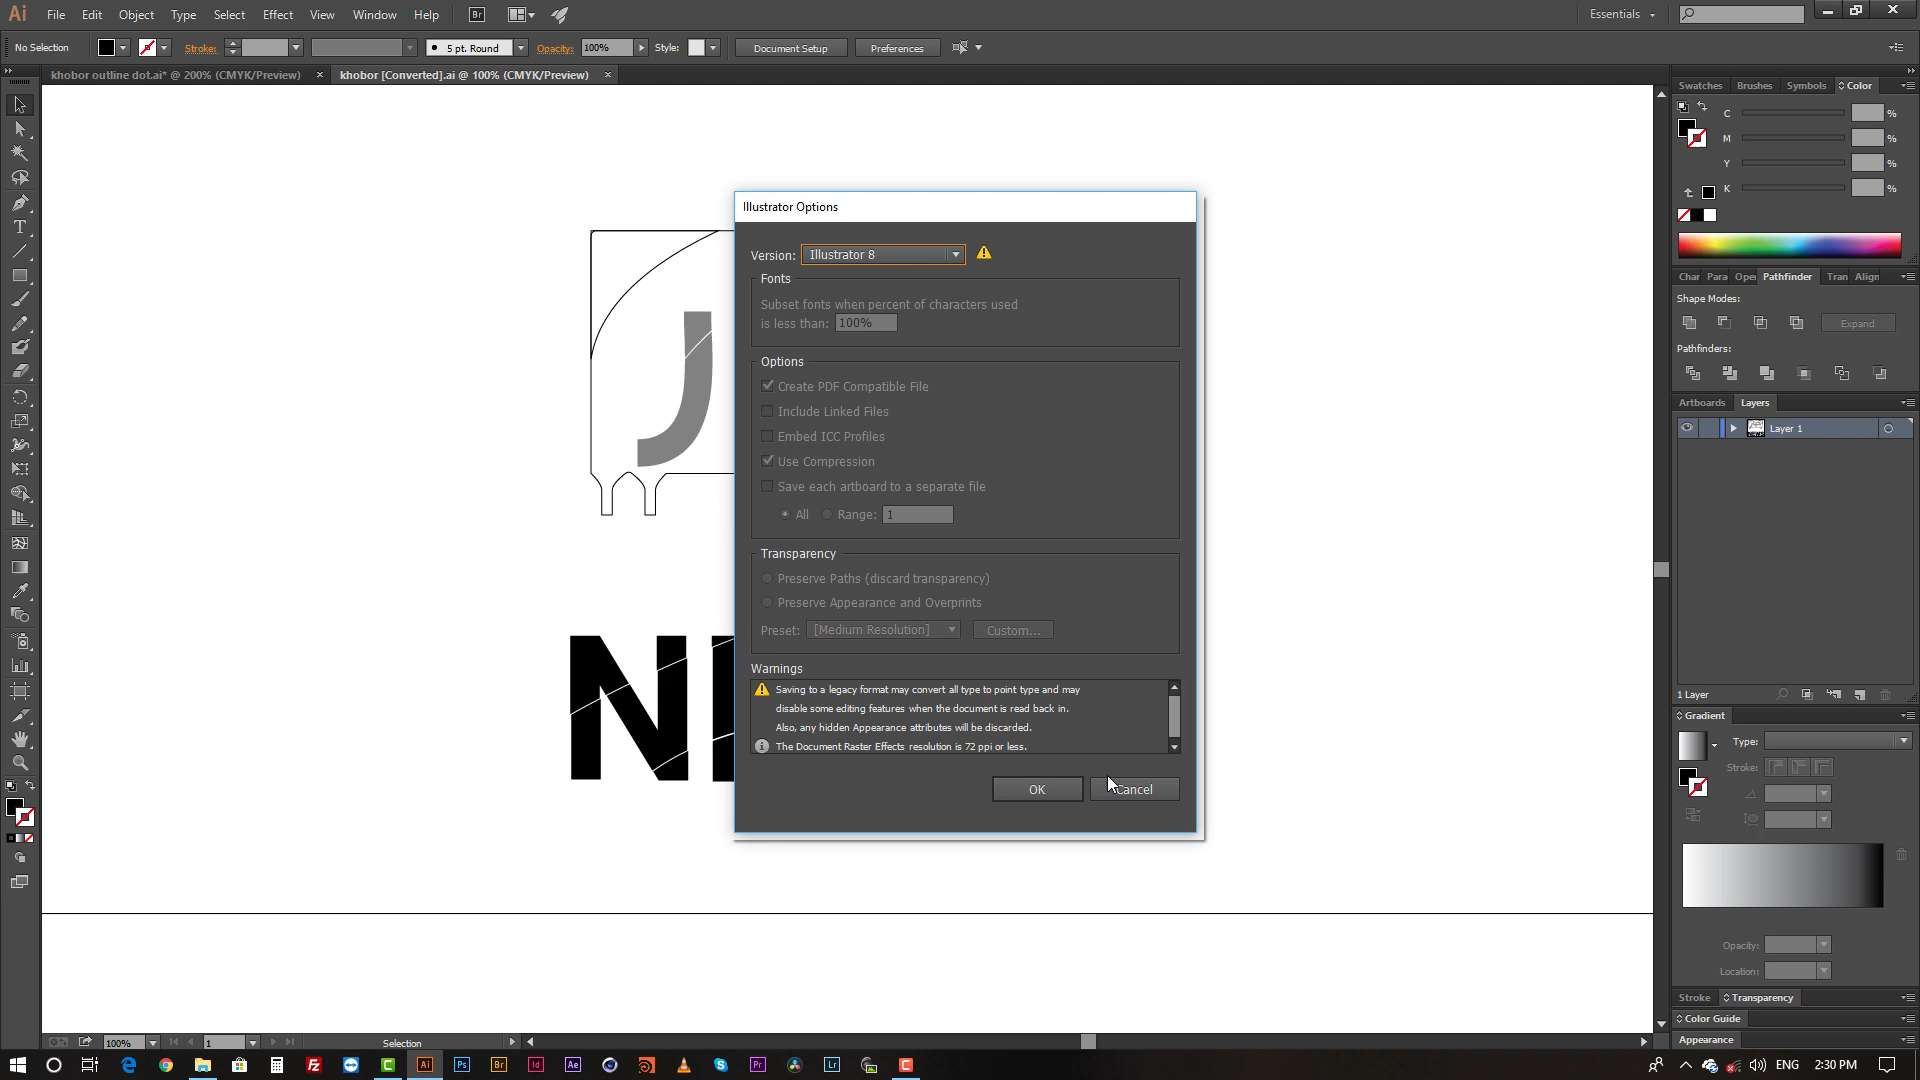 Ai File Edit Object Type Select Effect View Window Help Br Essentials
No Selection Stroke: 5 pt. Round Opacity: 100% Style: Document Setup Preferences
khobor outline dot.ai* @ 200% (CMYK/Preview) × khobor [Converted].ai @ 100% (CMYK/Preview) ×
Swatches Brushes Symbols Color
C %
M %
Y %
K %
Char Para Ope Pathfinder Tran Align
Shape Modes:
Expand
Pathfinders:
Artboards Layers
Layer 1
1 Layer
Gradient
Type:
Stroke:
Opacity:
Location:
Stroke Transparency
Color Guide
Appearance
Illustrator Options
Version: Illustrator 8
Fonts
Subset fonts when percent of characters used
is less than: 100%
Options
Create PDF Compatible File
Include Linked Files
Embed ICC Profiles
Use Compression
Save each artboard to a separate file
All Range: 1
Transparency
Preserve Paths (discard transparency)
Preserve Appearance and Overprints
Preset: [Medium Resolution] Custom...
Warnings
Saving to a legacy format may convert all type to point type and may
disable some editing features when the document is read back in.
Also, any hidden Appearance attributes will be discarded.
The Document Raster Effects resolution is 72 ppi or less.
OK Cancel
J
N
100% 1 Selection
Ai Ps Br Id Ae Pr Lr ENG 2:30 PM